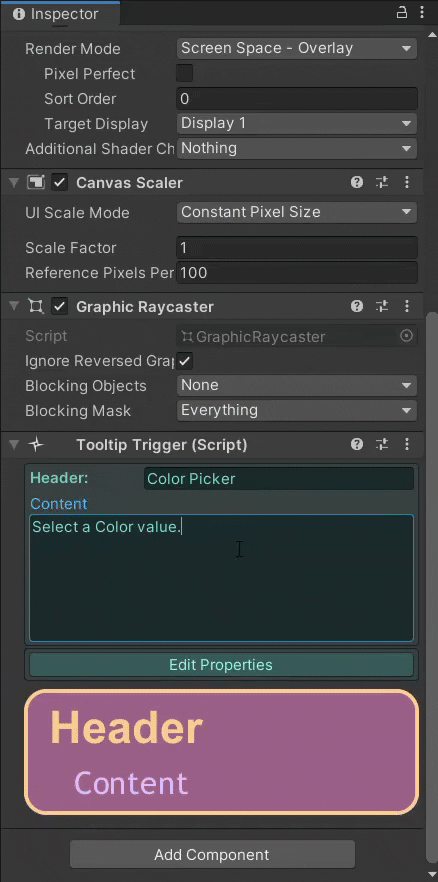 Inspector
Render Mode Screen Space - Overlay
Pixel Perfect
Sort Order 0
Target Display Display 1
Additional Shader Ch Nothing
Canvas Scaler
UI Scale Mode Constant Pixel Size
Scale Factor 1
Reference Pixels Per 100
Graphic Raycaster
Script GraphicRaycaster
Ignore Reversed Grap
Blocking Objects None
Blocking Mask Everything
Tooltip Trigger (Script)
Header: Color Picker
Content
Select a Color value.
Edit Properties
Header
Content
Add Component